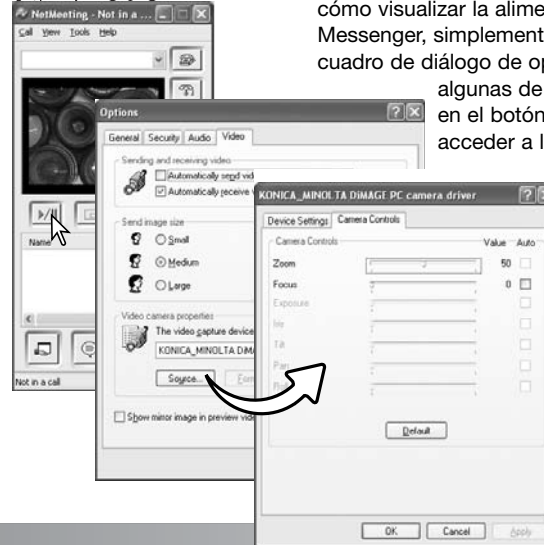 cómo visualizar la alime
Messenger, simplement
cuadro de diálogo de op
algunas de
en el botón
acceder a l
NetMeeting - Not in a ...
Call View Tools Help
Name
Not in a call
Options
General Security Audio Video
Sending and receiving video
Automatically send vid
Automatically receive
Send image size
Small
Medium
Large
Video camera properties
The video capture device
KONICA_MINOLTA DiMA
Source...
Show mirror image in preview vide
KONICA_MINOLTA DiMAGE PC camera driver
Device Settings Camera Controls
Camera Controls Value Auto
Zoom 50
Focus 0
Exposure
Iris
Tilt
Pan
Default
OK Cancel Apply